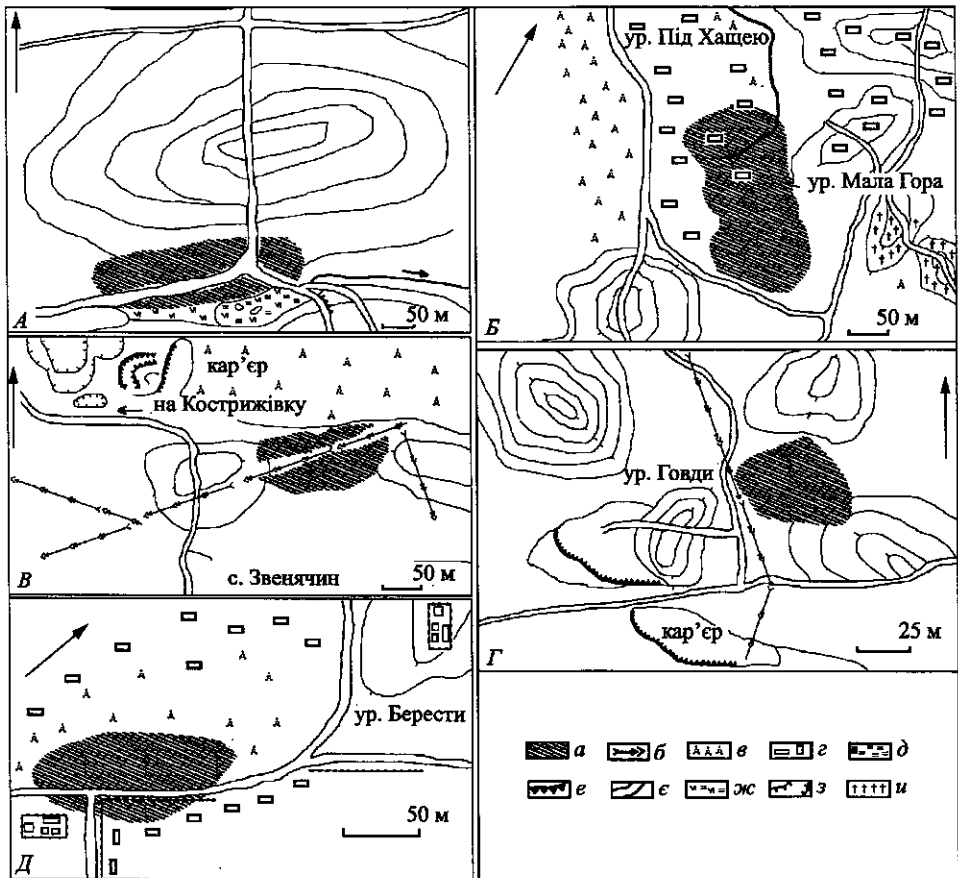 А
50 м
ур. Під Хащею
ур. Мала Гора
Б
50 м
кар’єр
на Кострижівку
с. Звенячин
В
50 м
ур. Говди
кар’єр
Г
25 м
ур. Берести
Д
50 м
а б в г д
е є ж з и